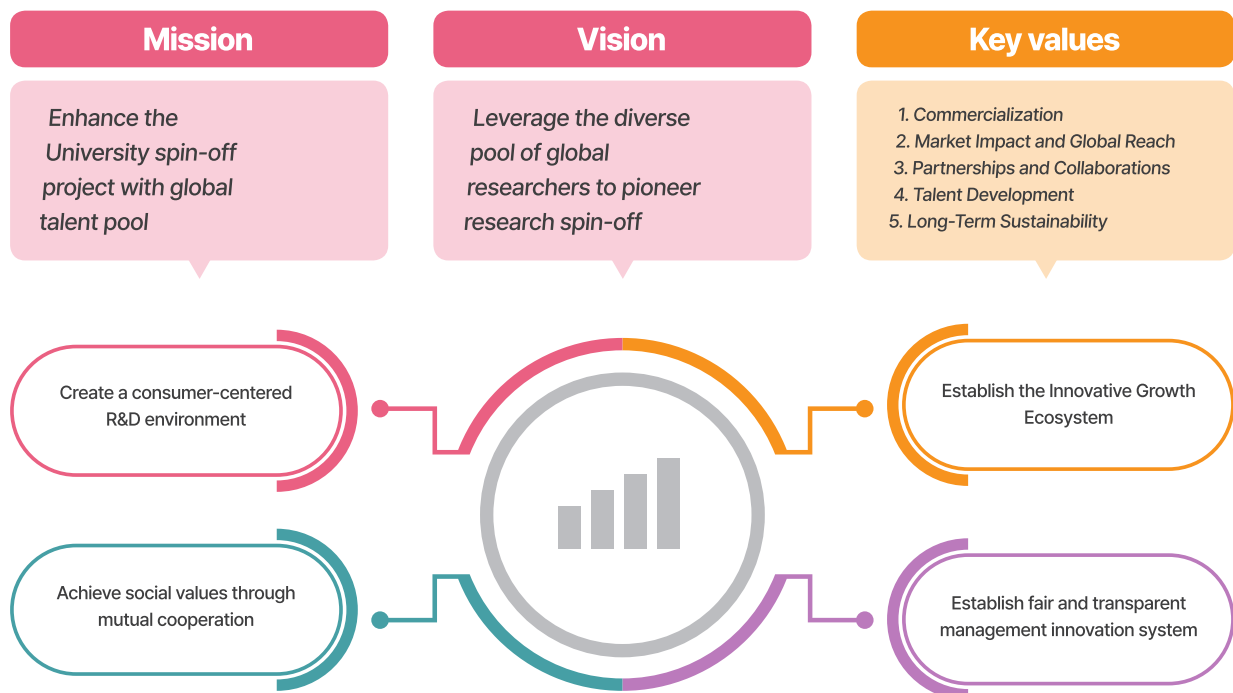 Mission
Enhance the
University spin-off
project with global
talent pool
Vision
Leverage the diverse
pool of global
researchers to pioneer
research spin-off
Key values
1. Commercialization
2. Market Impact and Global Reach
3. Partnerships and Collaborations
4. Talent Development
5. Long-Term Sustainability
Create a consumer-centered
R&D environment
Establish the Innovative Growth
Ecosystem
Achieve social values through
mutual cooperation
Establish fair and transparent
management innovation system